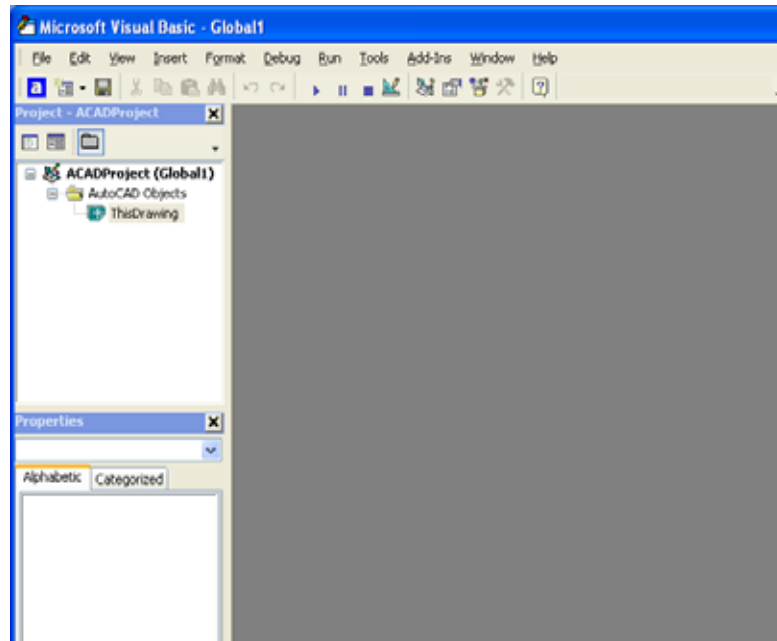 Microsoft Visual Basic - Global1
File Edit View Insert Format Debug Run Tools Add-Ins Window Help
a
Project - ACADProject
ACADProject (Global1)
AutoCAD Objects
ThisDrawing
Properties
Alphabetic Categorized